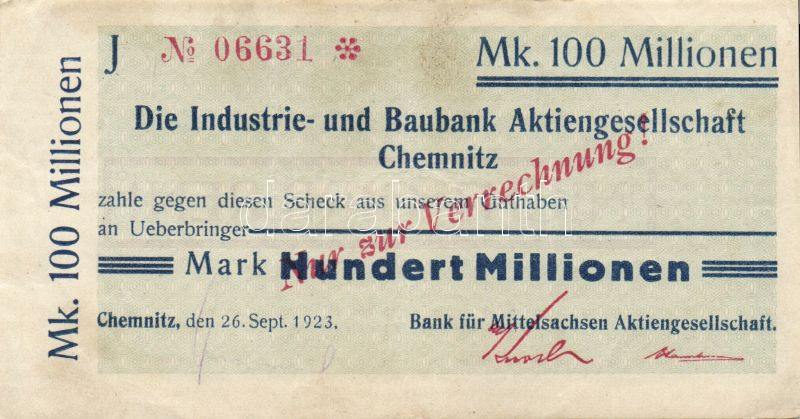 Mk. 100 Millionen
J № 06631 ✻
Mk. 100 Millionen
Die Industrie- und Baubank Aktiengesellschaft
Chemnitz
zahle gegen diesen Scheck aus unserem Guthaben
an Ueberbringer
Nur zur Verrechnung!
Mark Hundert Millionen
Chemnitz, den 26. Sept. 1923.
Bank für Mittelsachsen Aktiengesellschaft.
darabanth